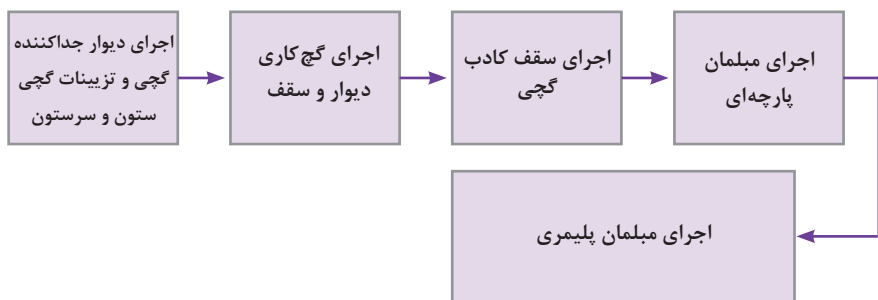 اجرای دیوار جداکننده
گچی و تزیینات گچی
ستون و سرستون
اجرای گچ‌کاری
دیوار و سقف
اجرای سقف کادب
گچی
اجرای مبلمان
پارچه‌ای
اجرای مبلمان پلیمری